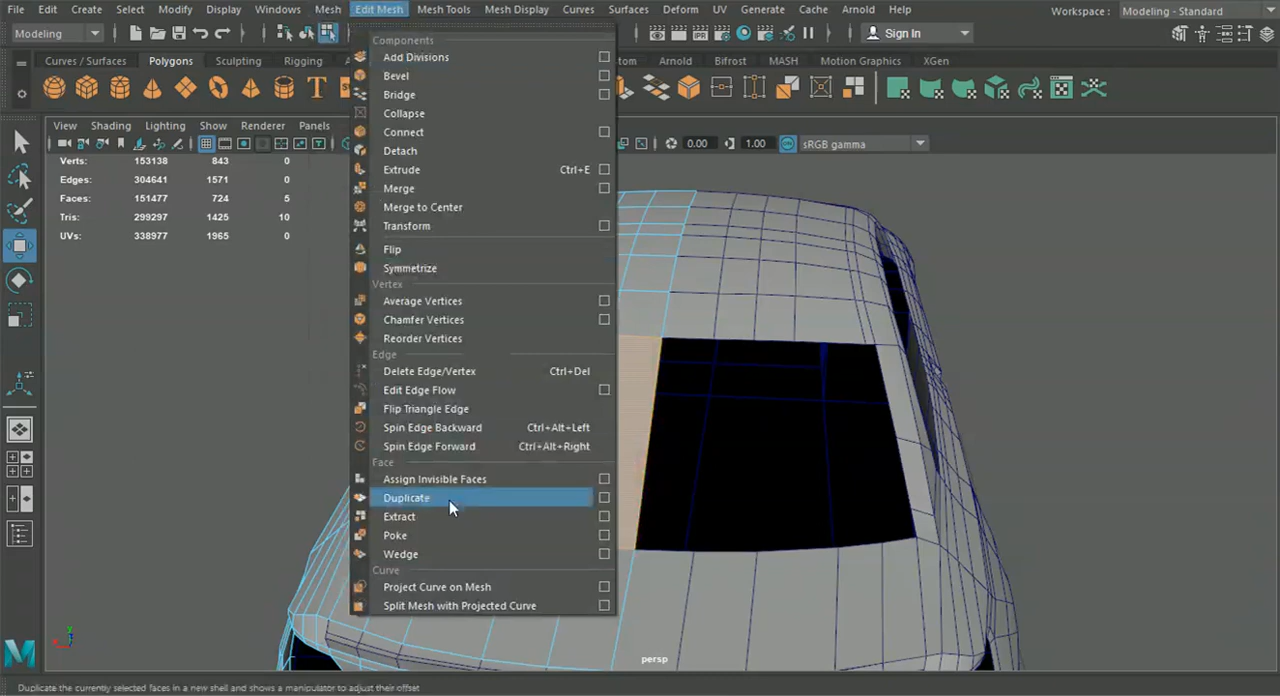 File Edit Create Select Modify Display Windows Mesh Edit Mesh Mesh Tools Mesh Display Curves Surfaces Deform UV Generate Cache Arnold Help Workspace: Modeling - Standard
Modeling Sign In
Curves / Surfaces Polygons Sculpting Rigging Arnold Bifrost MASH Motion Graphics XGen
View Shading Lighting Show Renderer Panels
0.00 1.00 sRGB gamma
Verts: 153138 843 0
Edges: 304641 1571 0
Faces: 151477 724 5
Tris: 299297 1425 10
UVs: 338977 1965 0
Components
Add Divisions
Bevel
Bridge
Collapse
Connect
Detach
Extrude Ctrl+E
Merge
Merge to Center
Transform
Flip
Symmetrize
Vertex
Average Vertices
Chamfer Vertices
Reorder Vertices
Edge
Delete Edge/Vertex Ctrl+Del
Edit Edge Flow
Flip Triangle Edge
Spin Edge Backward Ctrl+Alt+Left
Spin Edge Forward Ctrl+Alt+Right
Face
Assign Invisible Faces
Duplicate
Extract
Poke
Wedge
Curve
Project Curve on Mesh
Split Mesh with Projected Curve
persp
Duplicate the currently selected faces in a new shell and shows a manipulator to adjust their offset